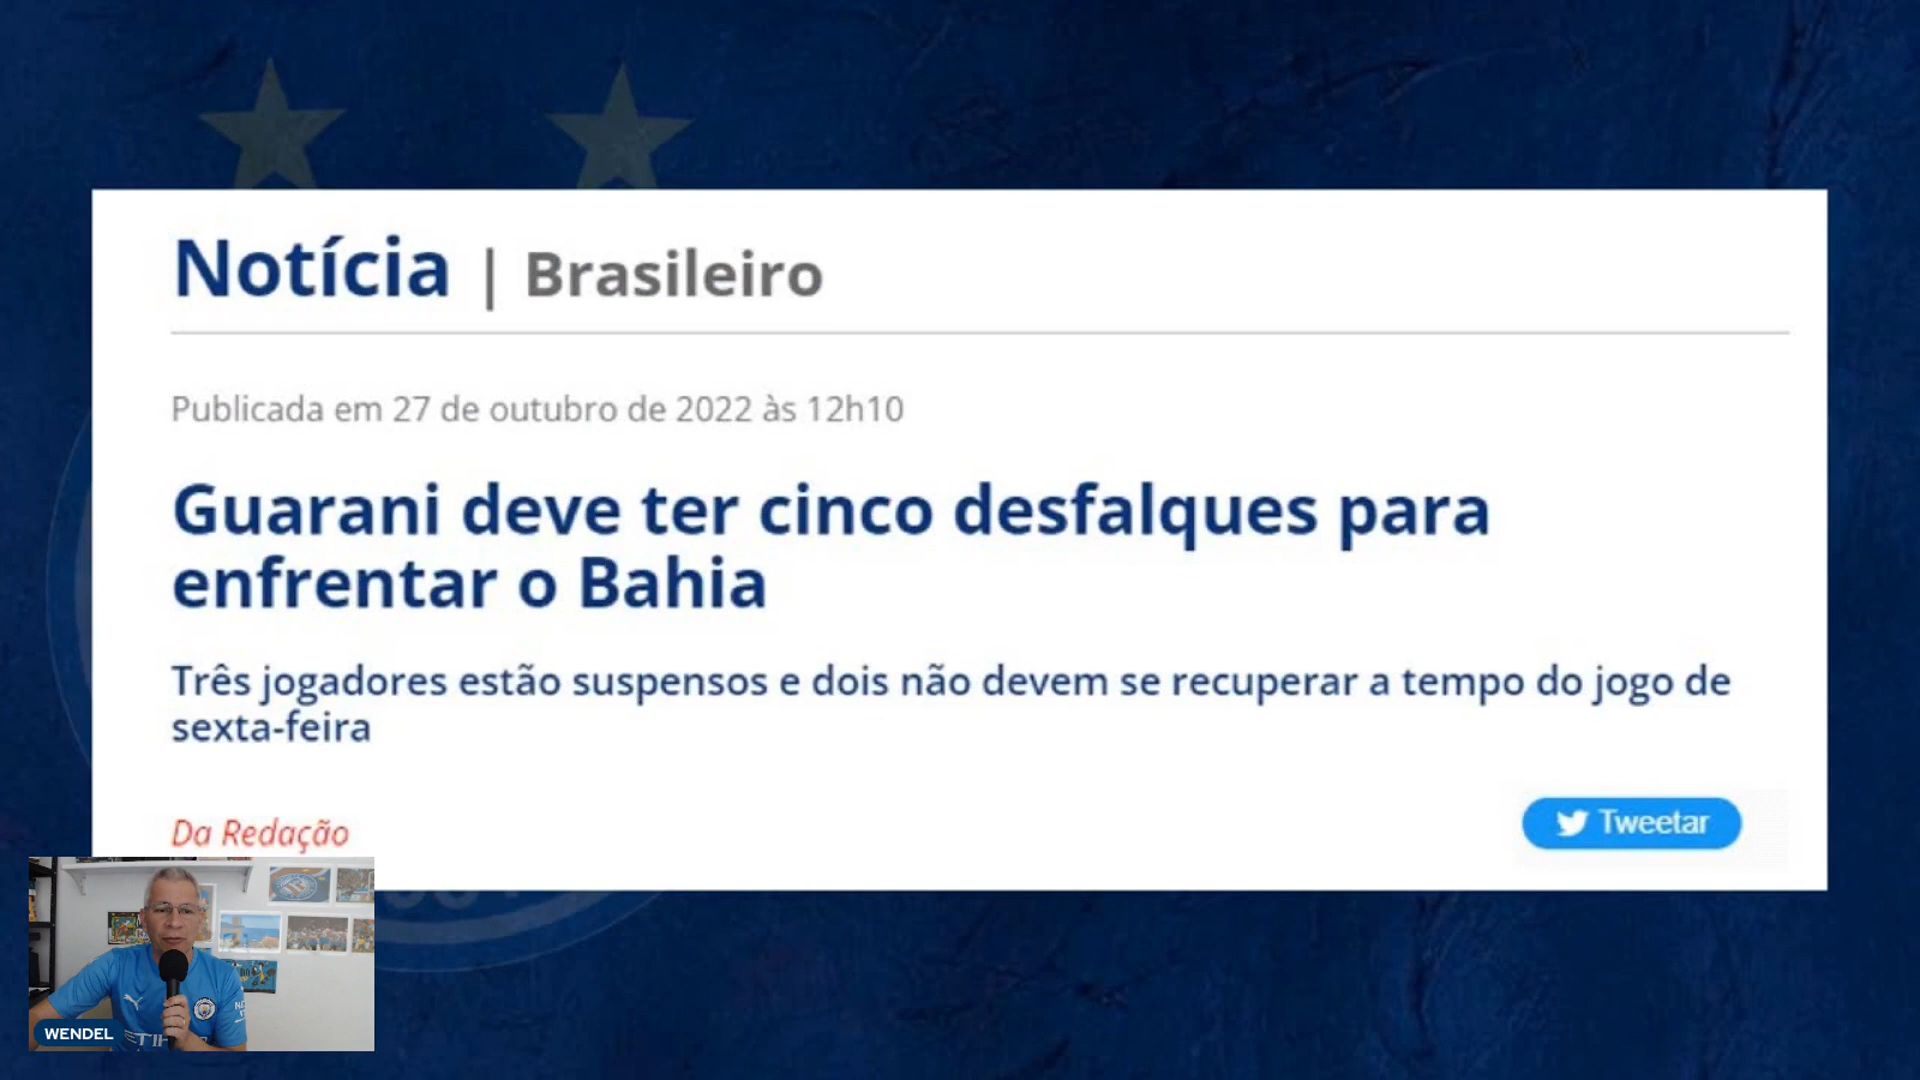 Notícia | Brasileiro
Publicada em 27 de outubro de 2022 às 12h10
Guarani deve ter cinco desfalques para
enfrentar o Bahia
Três jogadores estão suspensos e dois não devem se recuperar a tempo do jogo de
sexta-feira
Da Redação
Tweetar
WENDEL